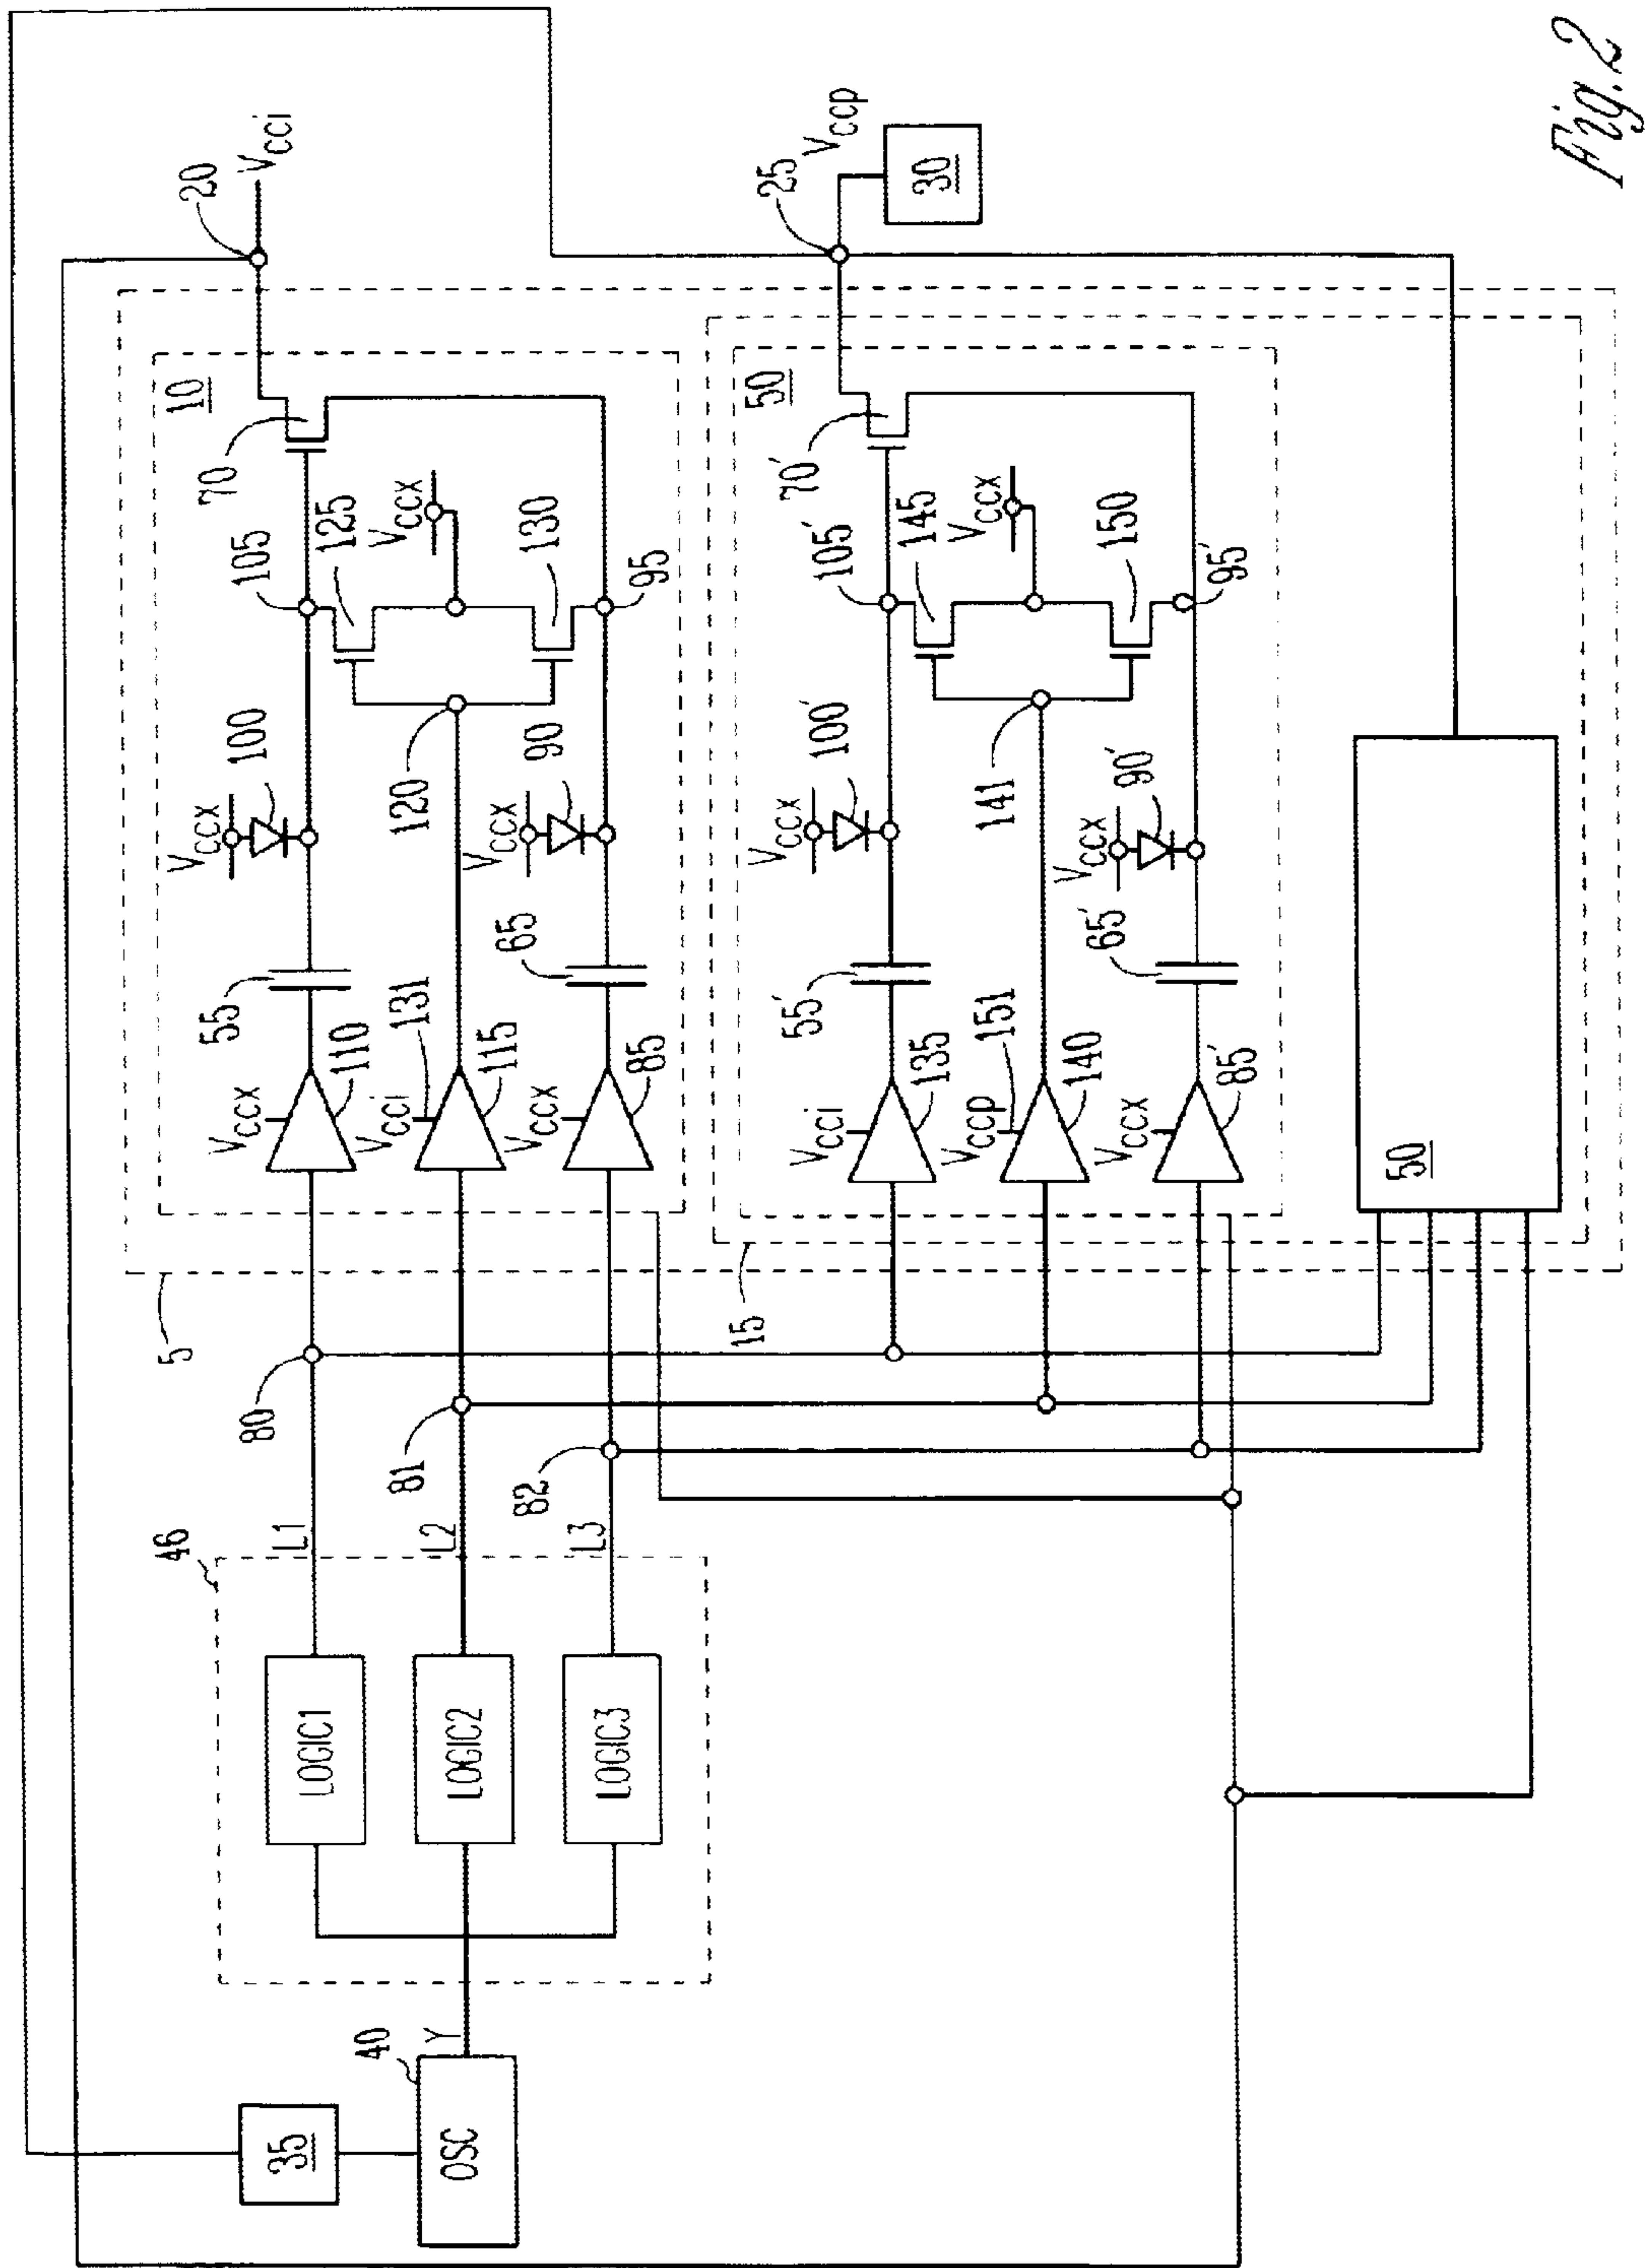 Fig. 2
35
OSC
40
Y
46
LOGIC1
LOGIC2
LOGIC3
L1
L2
L3
80
81
82
5
15
10
Vccx
110
55
Vccx
100
105
70
20
Vcci
Vcci
131
115
120
125
Vccx
130
Vccx
85
65
Vccx
90
95
50
Vcci
135
55'
Vccx
100'
105'
70'
25
Vccp
30
Vccp
151
140
141
145
Vccx
150
Vccx
85'
65'
Vccx
90'
95'
50